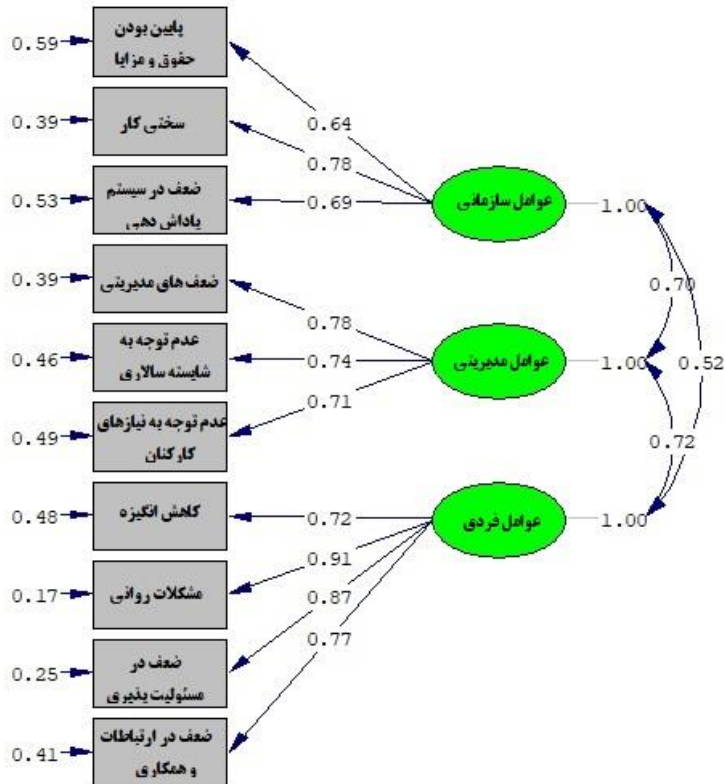 0.59
پایین بودن
حقوق و مزایا
0.64
0.39
سختی کار
0.78
0.53
ضعف در سیستم
پاداش دهی
0.69
عوامل سازمانی
1.00
0.39
ضعف های مدیریتی
0.78
0.70
0.46
عدم توجه به
شایسته سالاری
0.74
عوامل مدیریتی
1.00
0.52
0.49
عدم توجه به نیازهای
کارکنان
0.71
0.72
0.48
کاهش انگیزه
0.72
عوامل فردی
1.00
0.17
مشکلات روانی
0.91
0.25
ضعف در
مسئولیت پذیری
0.87
0.41
ضعف در ارتباطات
و همکاری
0.77